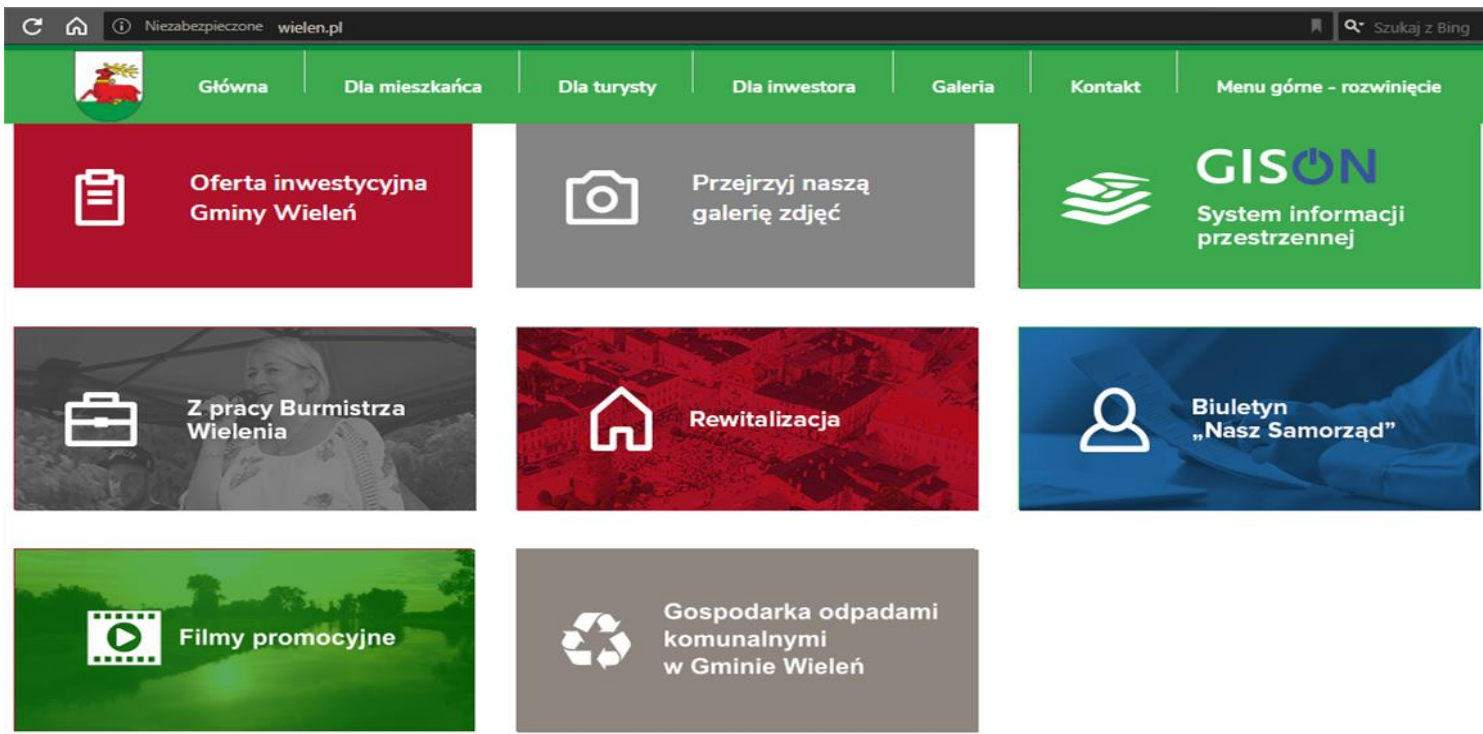 Niezabezpieczone wielen.pl
Szukaj z Bing
Główna
Dla mieszkańca
Dla turysty
Dla inwestora
Galeria
Kontakt
Menu górne - rozwinięcie
Oferta inwestycyjna
Gminy Wieleń
Przejrzyj naszą
galerię zdjęć
GISON
System informacji
przestrzennej
Z pracy Burmistrza
Wielenia
Rewitalizacja
Biuletyn
„Nasz Samorząd”
Filmy promocyjne
Gospodarka odpadami
komunalnymi
w Gminie Wieleń